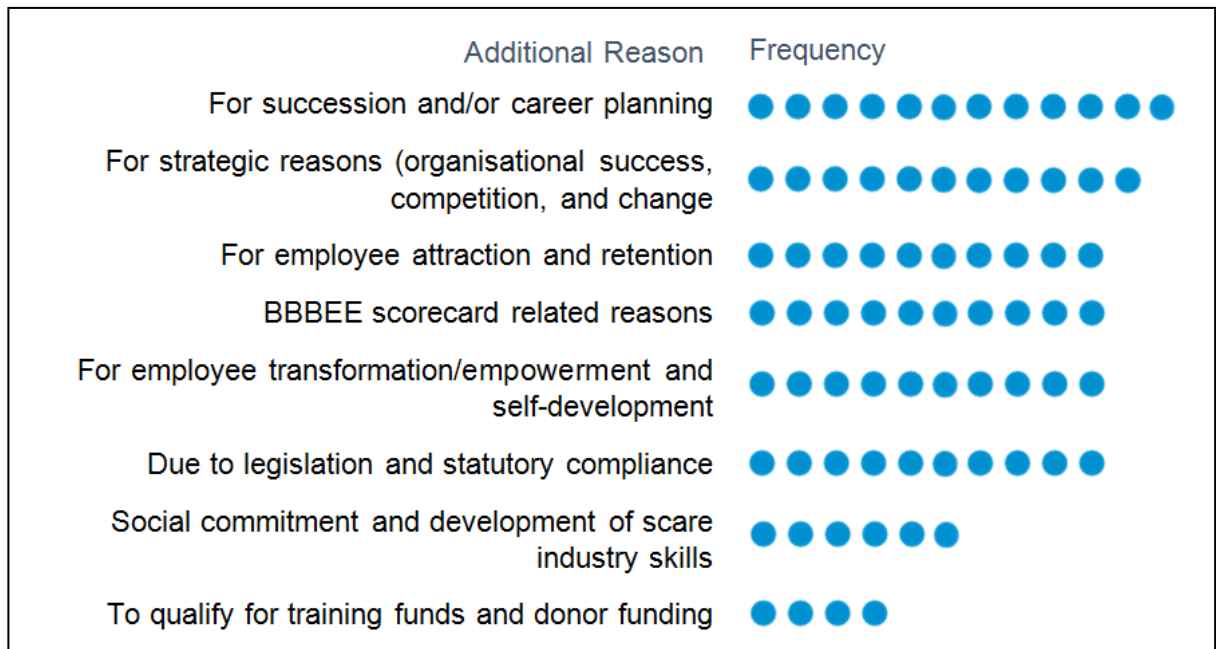 Additional Reason Frequency
For succession and/or career planning
For strategic reasons (organisational success,
competition, and change
For employee attraction and retention
BBBEE scorecard related reasons
For employee transformation/empowerment and
self-development
Due to legislation and statutory compliance
Social commitment and development of scare
industry skills
To qualify for training funds and donor funding